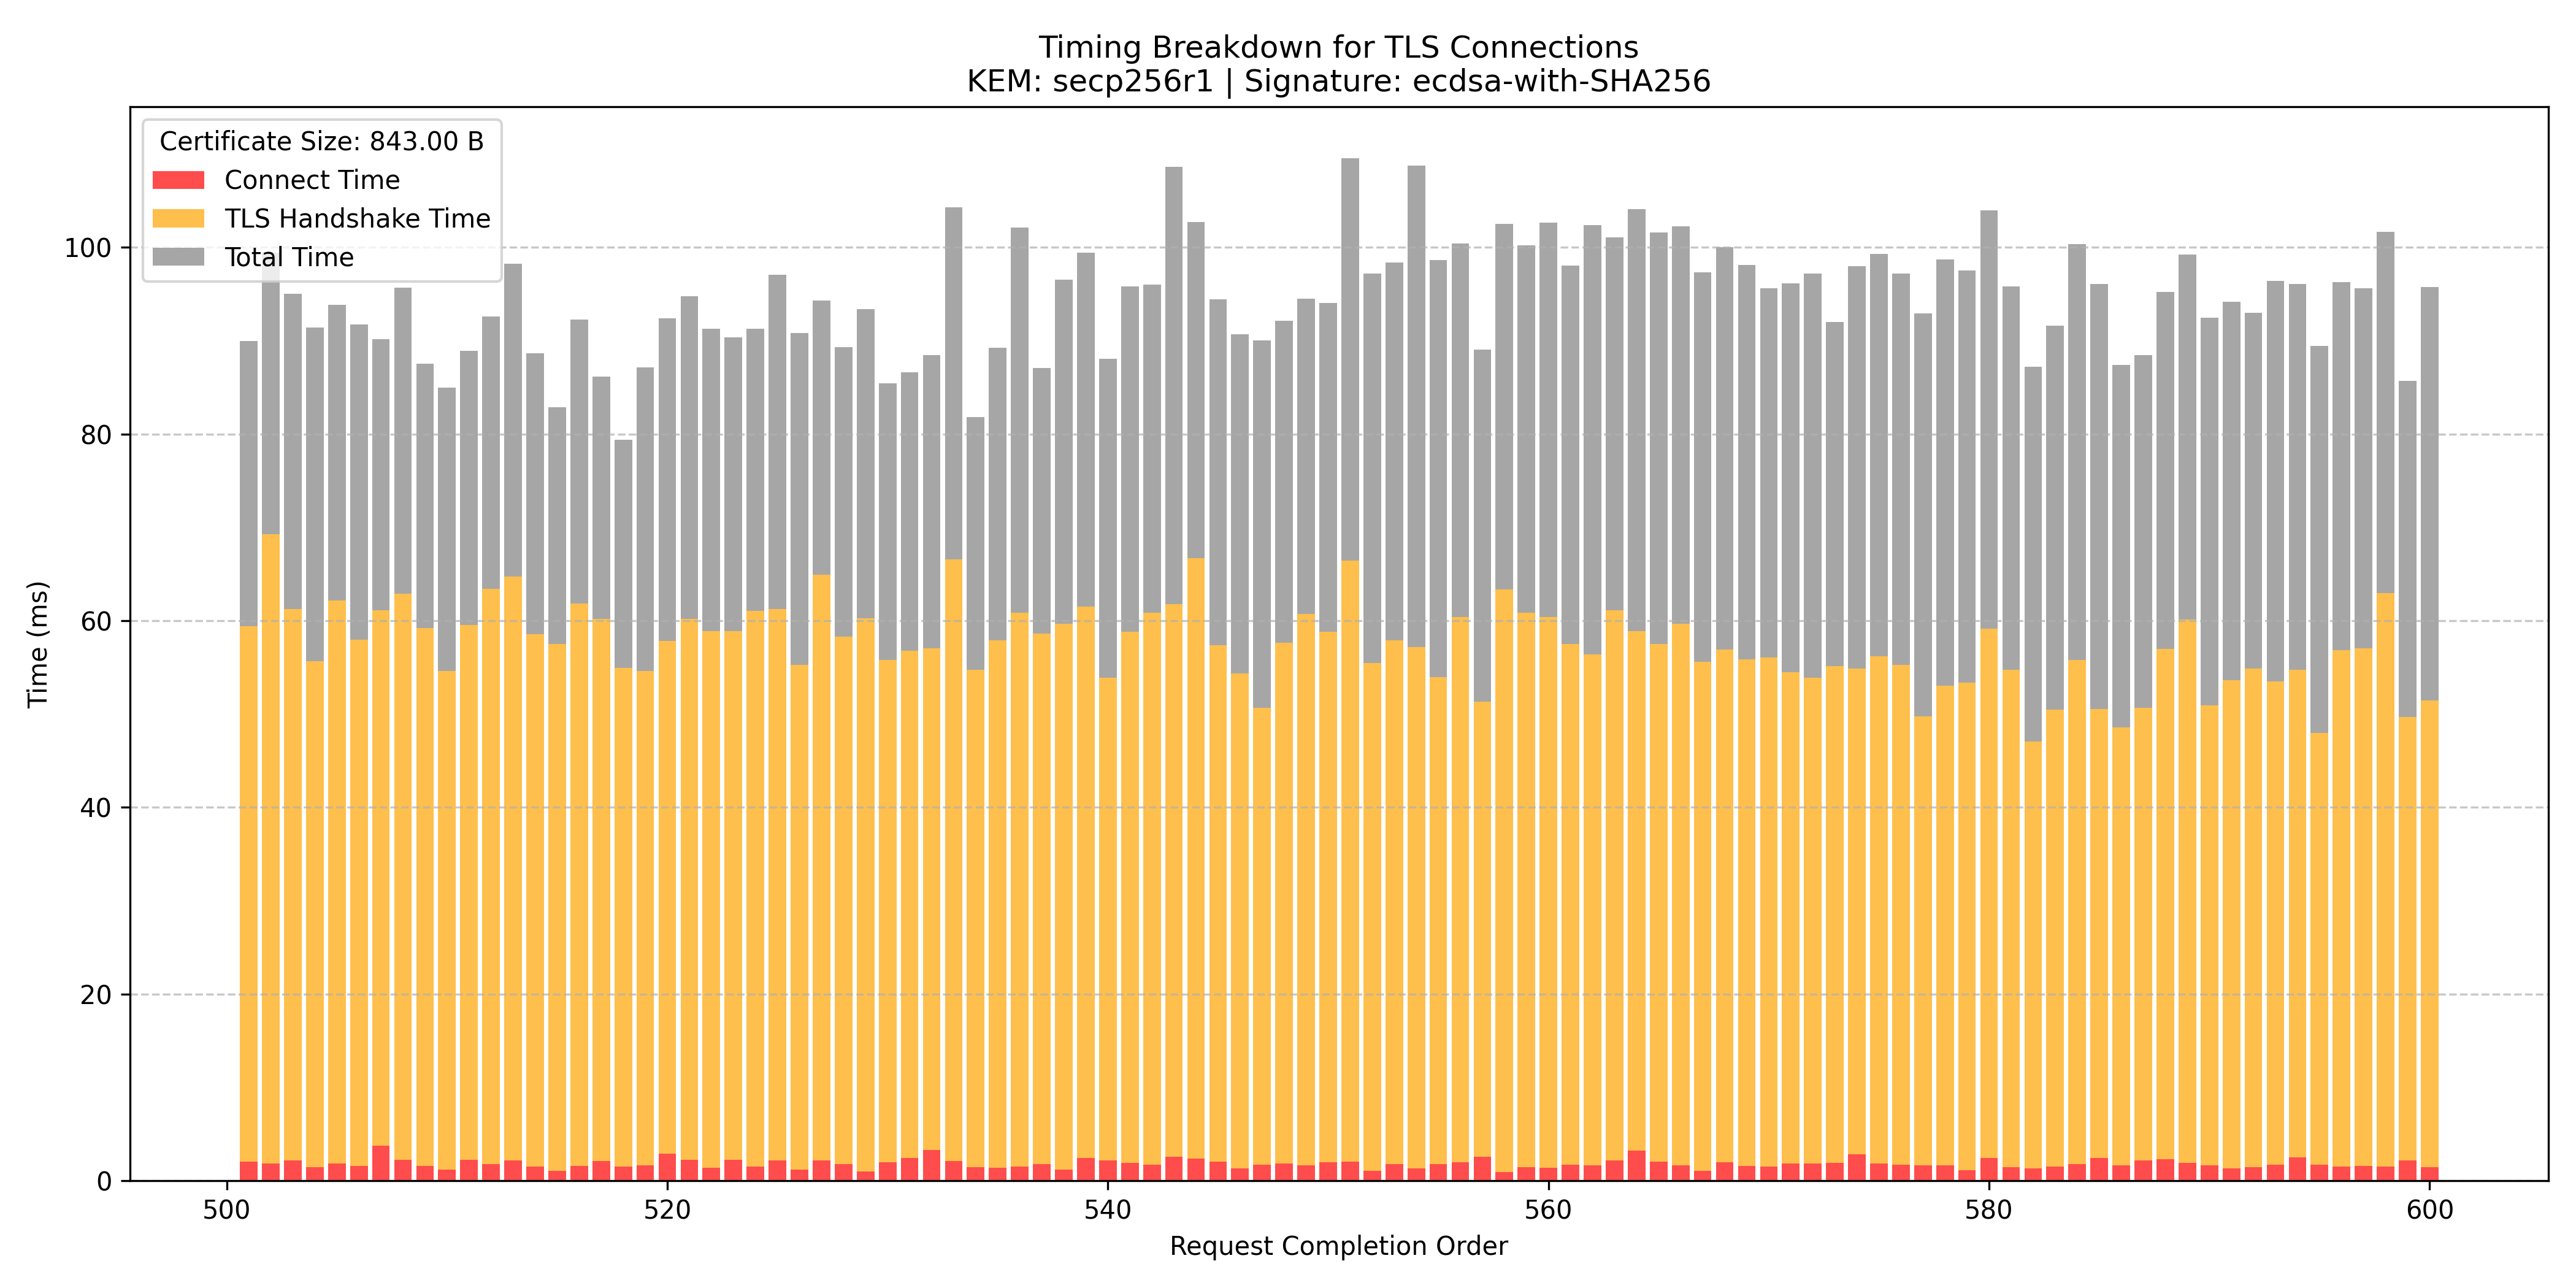 Timing Breakdown for TLS Connections
KEM: secp256r1 | Signature: ecdsa-with-SHA256
Certificate Size: 843.00 B
Connect Time
TLS Handshake Time
Total Time
Time (ms)
100
80
60
40
20
0
500 520 540 560 580 600
Request Completion Order